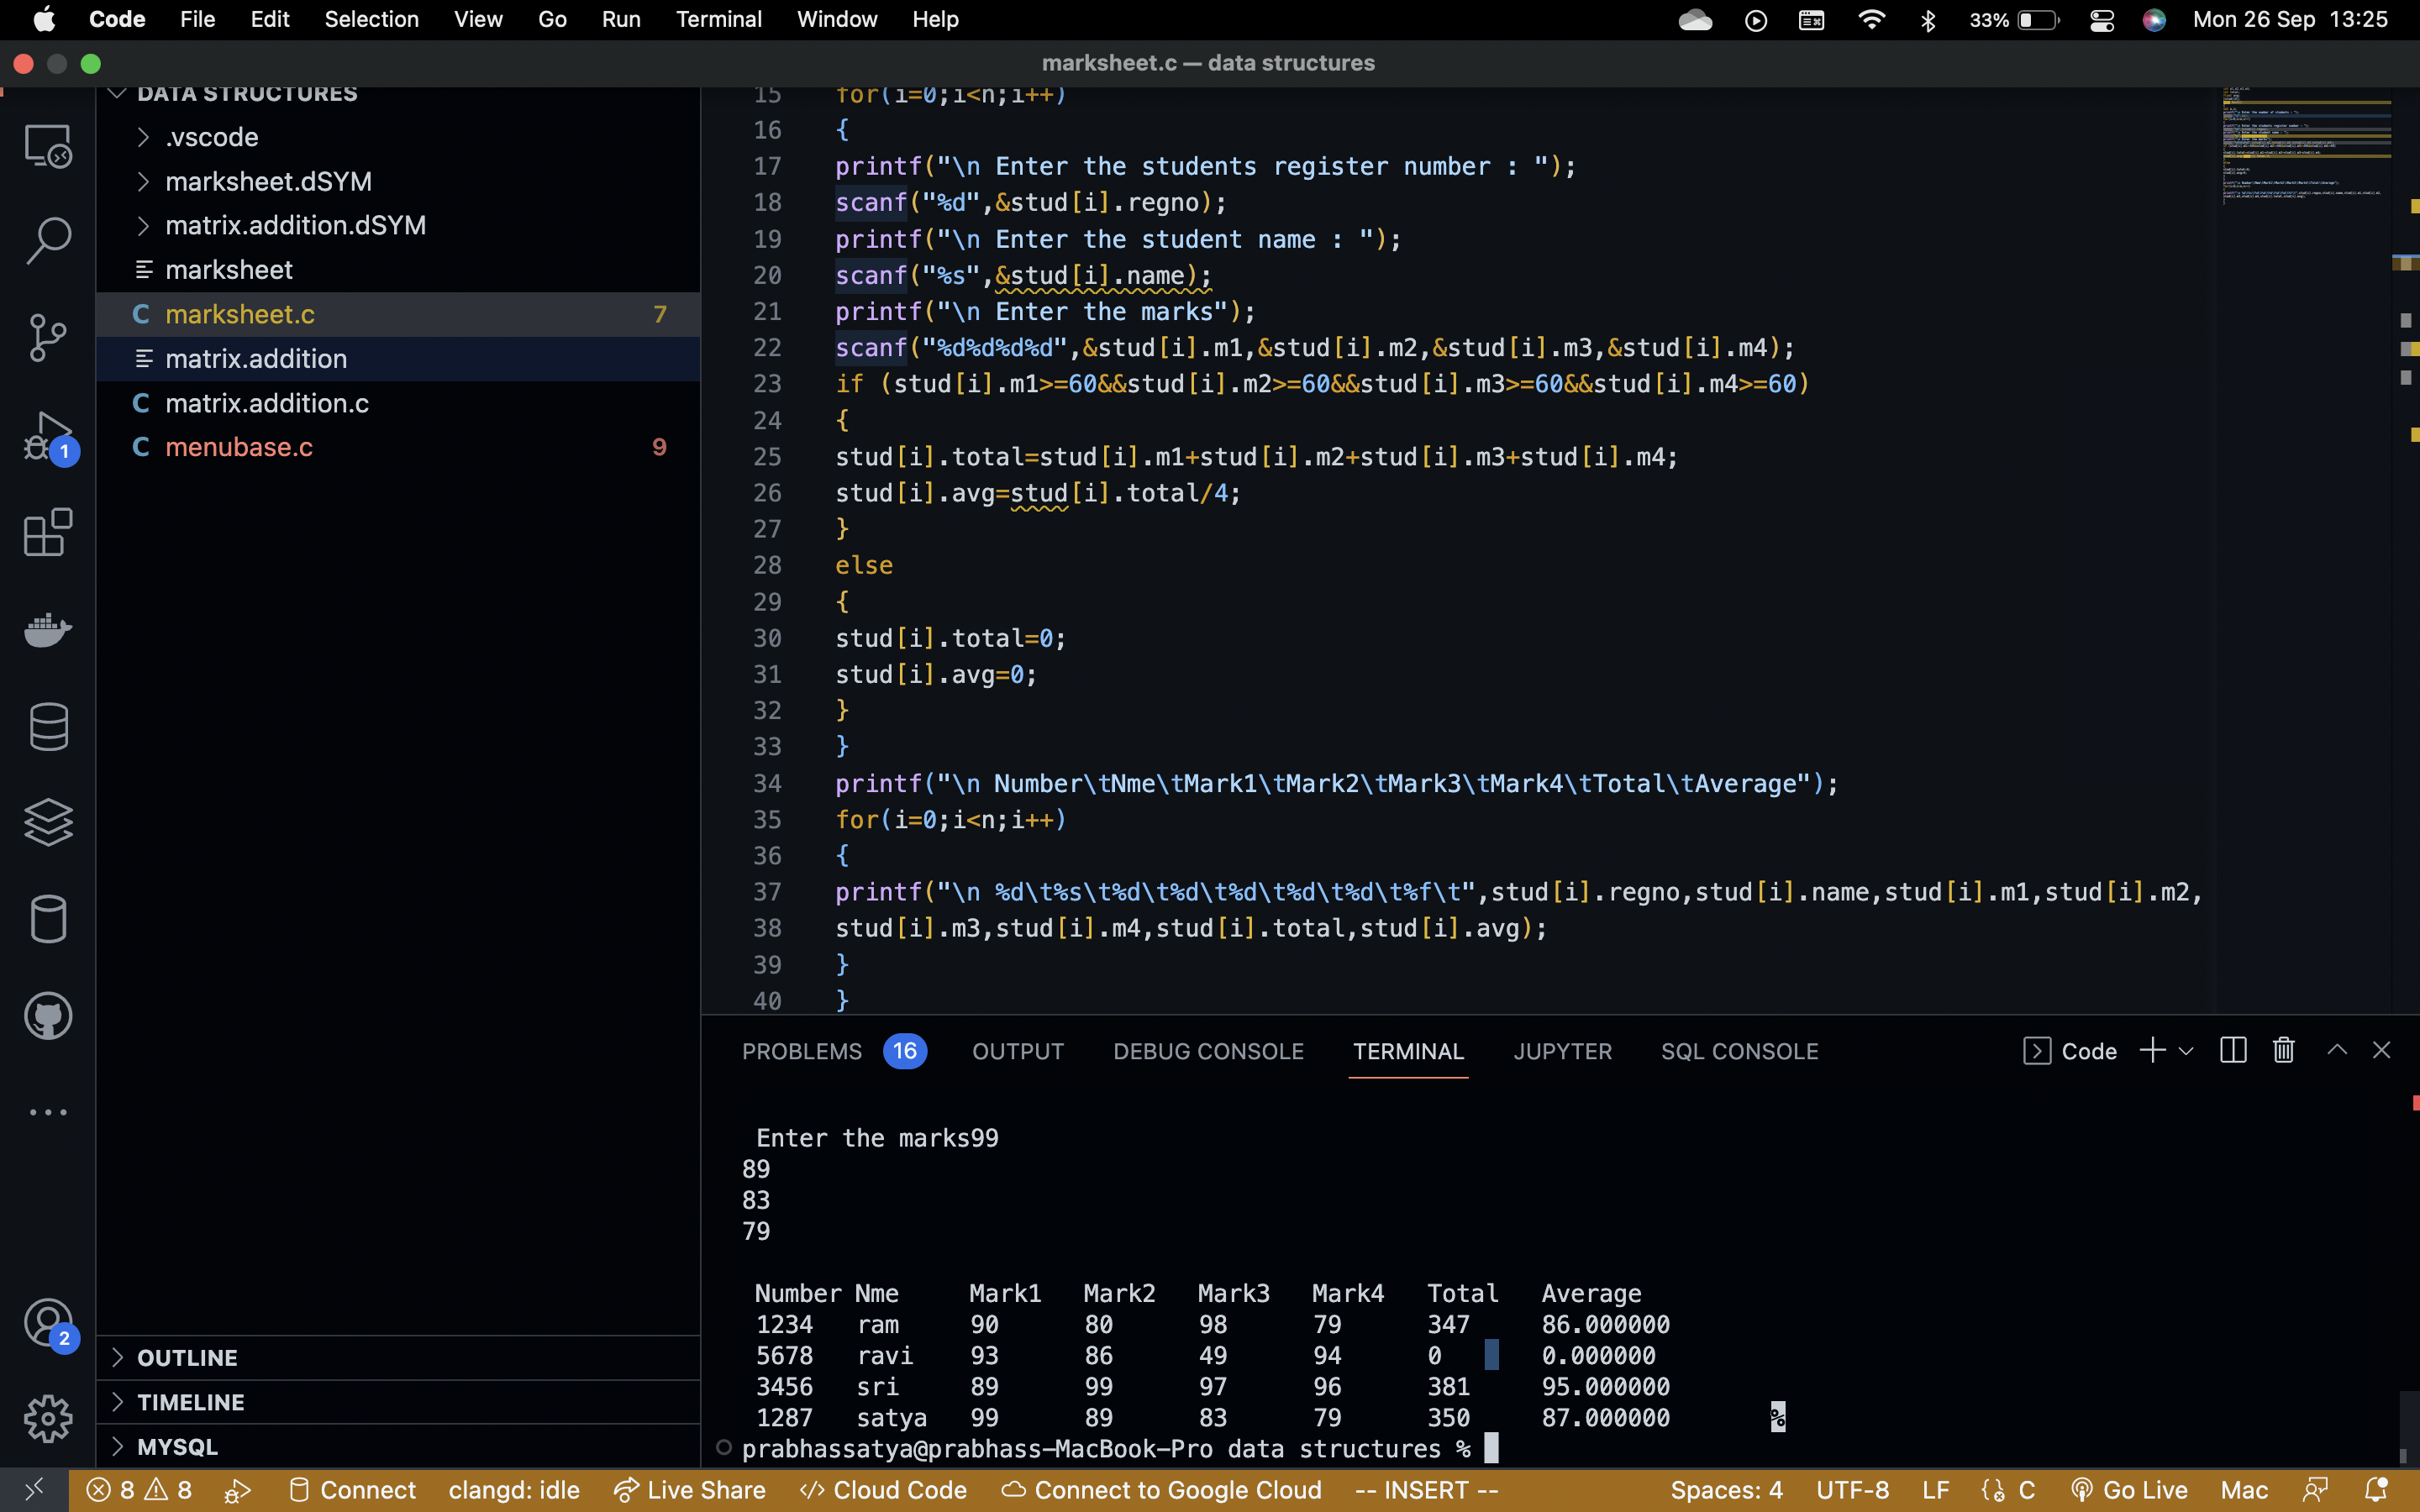 Code File Edit Selection View Go Run Terminal Window Help 33% Mon 26 Sep 13:25
marksheet.c — data structures
DATA STRUCTURES
.vscode
marksheet.dSYM
matrix.addition.dSYM
marksheet
C marksheet.c 7
matrix.addition
C matrix.addition.c
C menubase.c 9
1
2
OUTLINE
TIMELINE
MYSQL
15 for(i=0;i<n;i++)
16 {
17 printf("\n Enter the students register number : ");
18 scanf("%d",&stud[i].regno);
19 printf("\n Enter the student name : ");
20 scanf("%s",&stud[i].name);
21 printf("\n Enter the marks");
22 scanf("%d%d%d%d",&stud[i].m1,&stud[i].m2,&stud[i].m3,&stud[i].m4);
23 if (stud[i].m1>=60&&stud[i].m2>=60&&stud[i].m3>=60&&stud[i].m4>=60)
24 {
25 stud[i].total=stud[i].m1+stud[i].m2+stud[i].m3+stud[i].m4;
26 stud[i].avg=stud[i].total/4;
27 }
28 else
29 {
30 stud[i].total=0;
31 stud[i].avg=0;
32 }
33 }
34 printf("\n Number\tNme\tMark1\tMark2\tMark3\tMark4\tTotal\tAverage");
35 for(i=0;i<n;i++)
36 {
37 printf("\n %d\t%s\t%d\t%d\t%d\t%d\t%d\t%f\t",stud[i].regno,stud[i].name,stud[i].m1,stud[i].m2,
38 stud[i].m3,stud[i].m4,stud[i].total,stud[i].avg);
39 }
40 }
PROBLEMS 16 OUTPUT DEBUG CONSOLE TERMINAL JUPYTER SQL CONSOLE Code
Enter the marks99
89
83
79
Number Nme Mark1 Mark2 Mark3 Mark4 Total Average
1234 ram 90 80 98 79 347 86.000000
5678 ravi 93 86 49 94 0 0.000000
3456 sri 89 99 97 96 381 95.000000
1287 satya 99 89 83 79 350 87.000000 %
prabhassatya@prabhass-MacBook-Pro data structures %
8 8 Connect clangd: idle Live Share Cloud Code Connect to Google Cloud -- INSERT -- Spaces: 4 UTF-8 LF C Go Live Mac